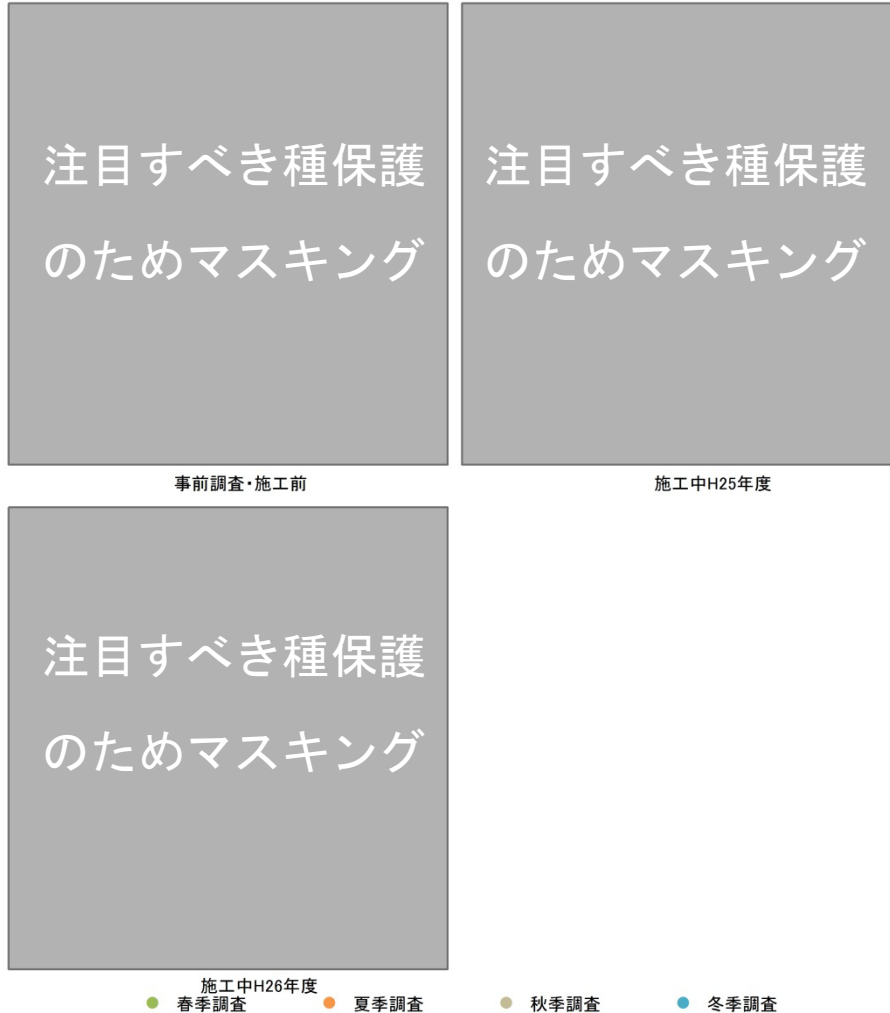 注目すべき種保護
のためマスキング
事前調査・施工前
注目すべき種保護
のためマスキング
施工中H25年度
注目すべき種保護
のためマスキング
施工中H26年度
春季調査 夏季調査 秋季調査 冬季調査